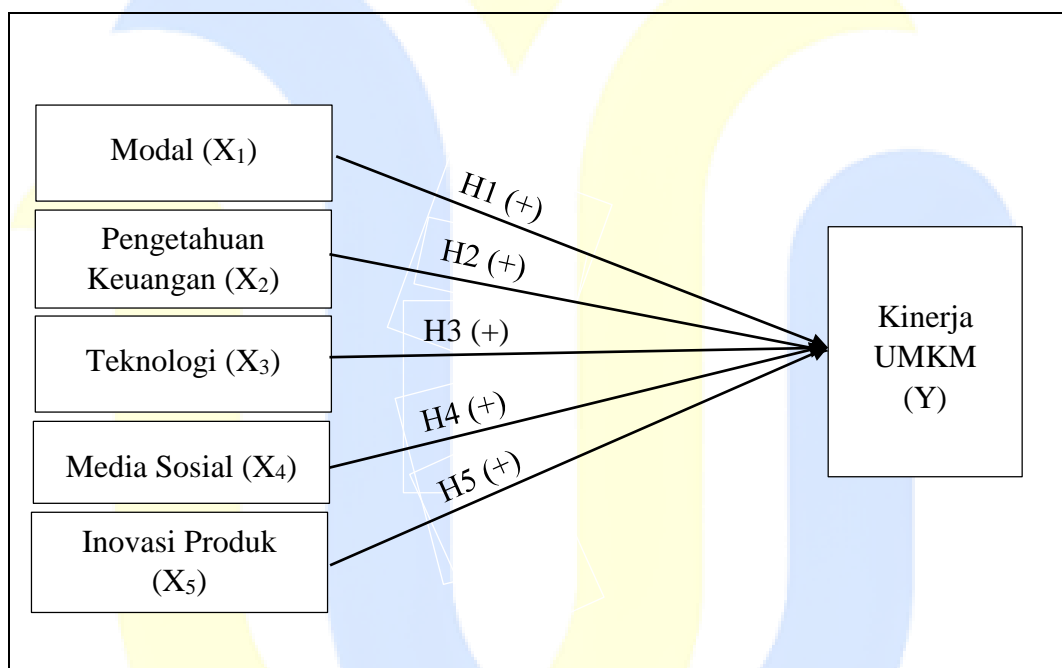 Modal (X₁)
H1 (+)
Pengetahuan
Keuangan (X₂)
H2 (+)
Teknologi (X₃)
H3 (+)
Media Sosial (X₄)
H4 (+)
Inovasi Produk
(X₅)
H5 (+)
Kinerja
UMKM
(Y)